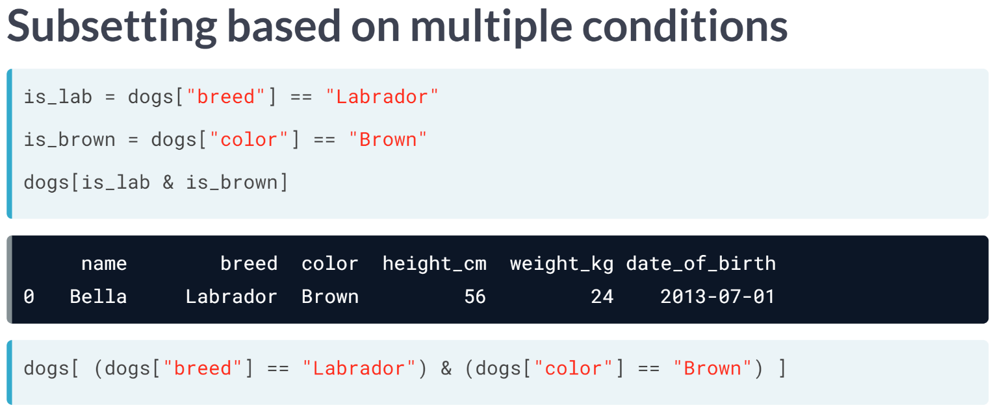 Subsetting based on multiple conditions
is_lab = dogs["breed"] == "Labrador"
is_brown = dogs["color"] == "Brown"
dogs[is_lab & is_brown]
name breed color height_cm weight_kg date_of_birth
0 Bella Labrador Brown 56 24 2013-07-01
dogs[ (dogs["breed"] == "Labrador") & (dogs["color"] == "Brown") ]